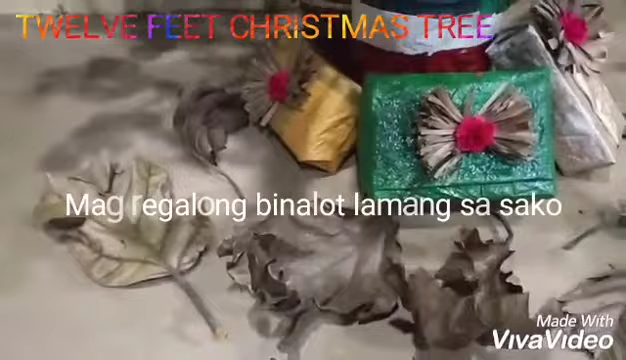 TWELVE FEET CHRISTMAS TREE
Mag regalong binalot lamang sa sako
Made With
VivaVideo